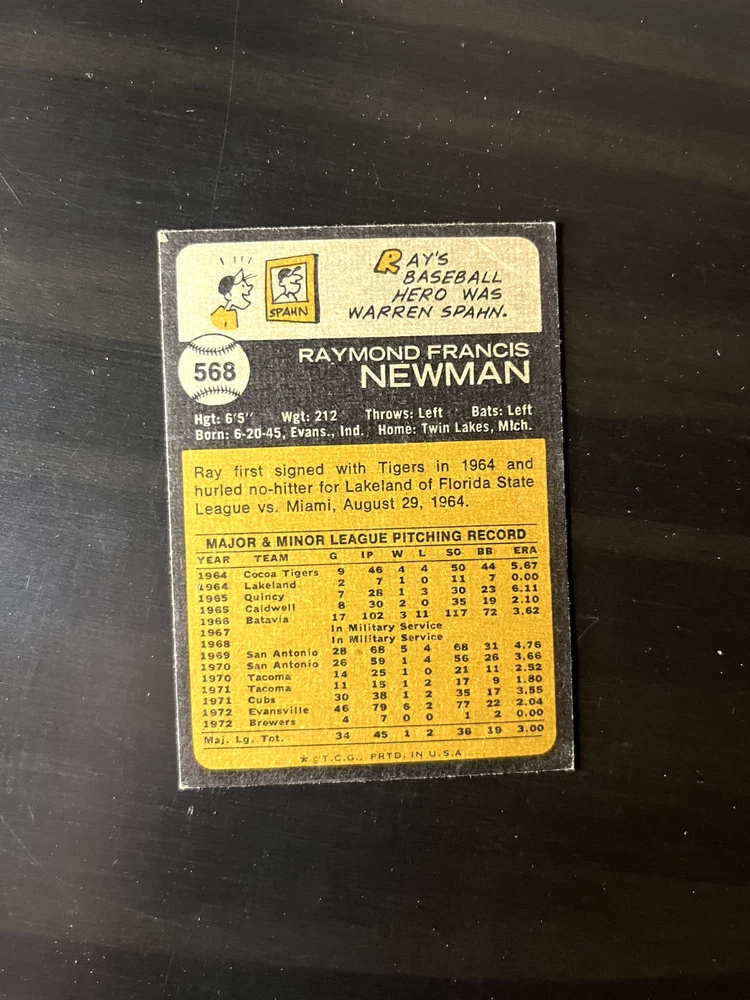 RAY'S
BASEBALL
HERO WAS
WARREN SPAHN.
SPAHN
568
RAYMOND FRANCIS
NEWMAN
Hgt: 6'5" Wgt: 212 Throws: Left Bats: Left
Born: 6-20-45, Evans., Ind. Home: Twin Lakes, Mich.
Ray first signed with Tigers in 1964 and
hurled no-hitter for Lakeland of Florida State
League vs. Miami, August 29, 1964.
MAJOR & MINOR LEAGUE PITCHING RECORD
YEAR TEAM G IP W L SO BB ERA
1964 Cocoa Tigers 9 46 4 4 50 44 5.67
1964 Lakeland 2 7 1 0 11 7 0.00
1965 Quincy 7 28 1 3 30 23 6.11
1965 Caldwell 8 30 2 0 35 19 2.10
1966 Batavia 17 102 3 11 117 72 3.62
1967 In Military Service
1968 In Military Service
1969 San Antonio 28 68 5 4 68 31 4.76
1970 San Antonio 26 59 1 4 56 26 3.66
1970 Tacoma 14 25 1 0 21 11 2.52
1971 Tacoma 11 15 1 2 17 9 1.80
1971 Cubs 30 38 1 2 35 17 3.55
1972 Evansville 46 79 6 2 77 22 2.04
1972 Brewers 4 7 0 0 1 2 0.00
Maj. Lg. Tot. 34 45 1 2 36 19 3.00
* © T.C.G. PRTD. IN U.S.A.